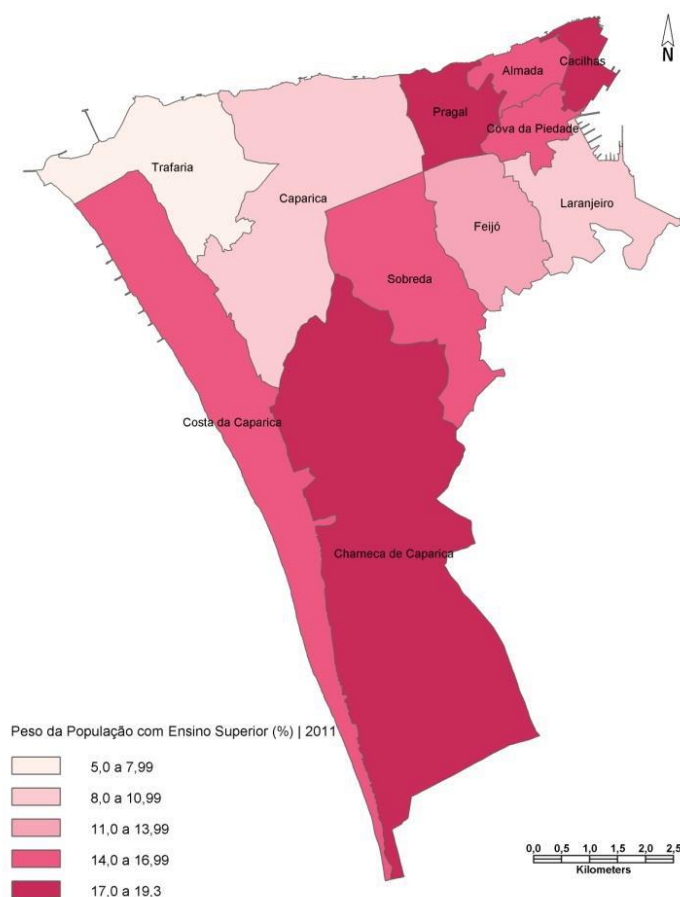 N
Cacilhas
Almada
Pragal
Cova da Piedade
Trafaria
Caparica
Laranjeiro
Feijó
Sobreda
Costa da Caparica
Charneca de Caparica
Peso da População com Ensino Superior (%) | 2011
5,0 a 7,99
8,0 a 10,99
11,0 a 13,99
14,0 a 16,99
17,0 a 19,3
0,0 0,5 1,0 1,5 2,0 2,5
Kilometers